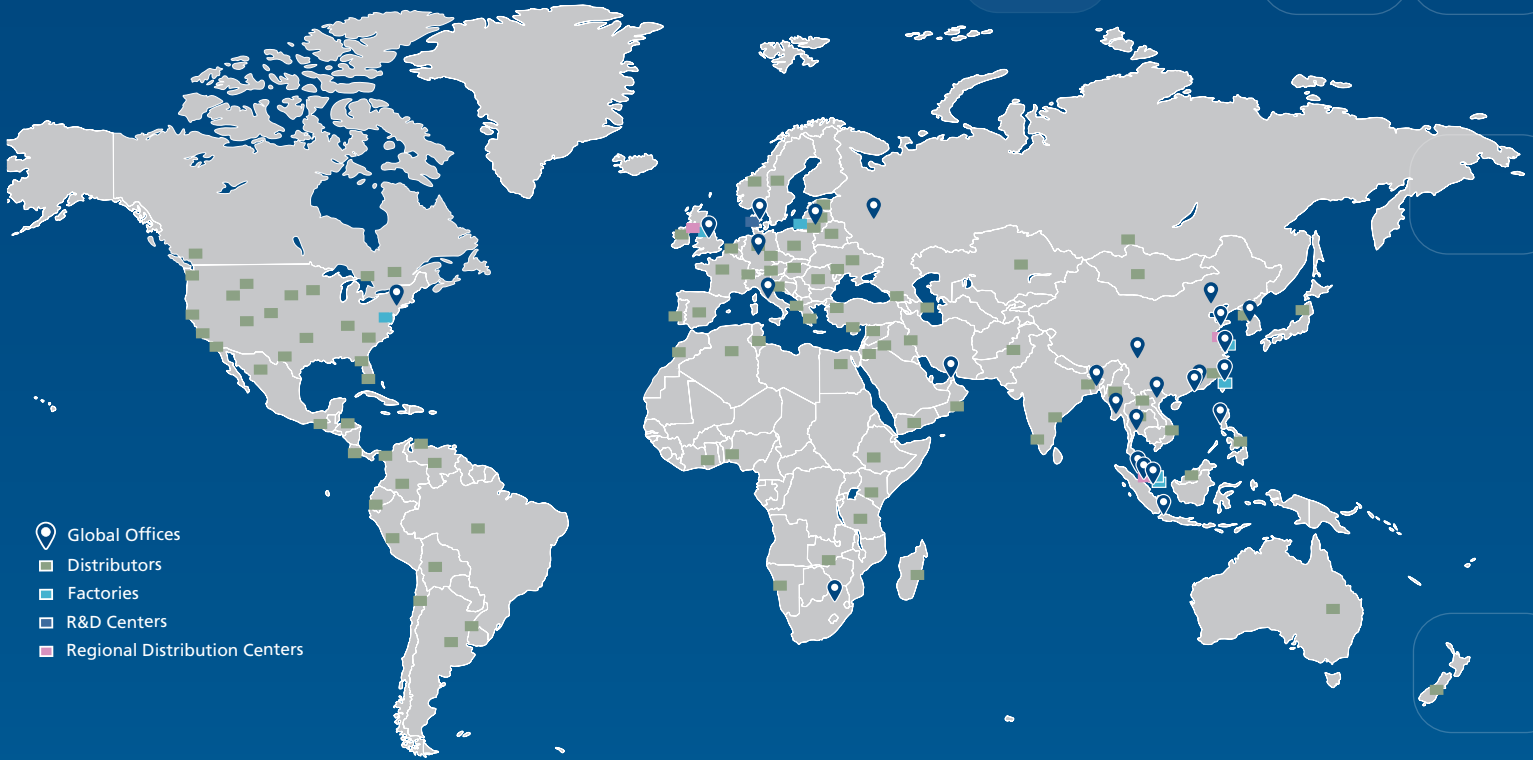 Global Offices
Distributors
Factories
R&D Centers
Regional Distribution Centers